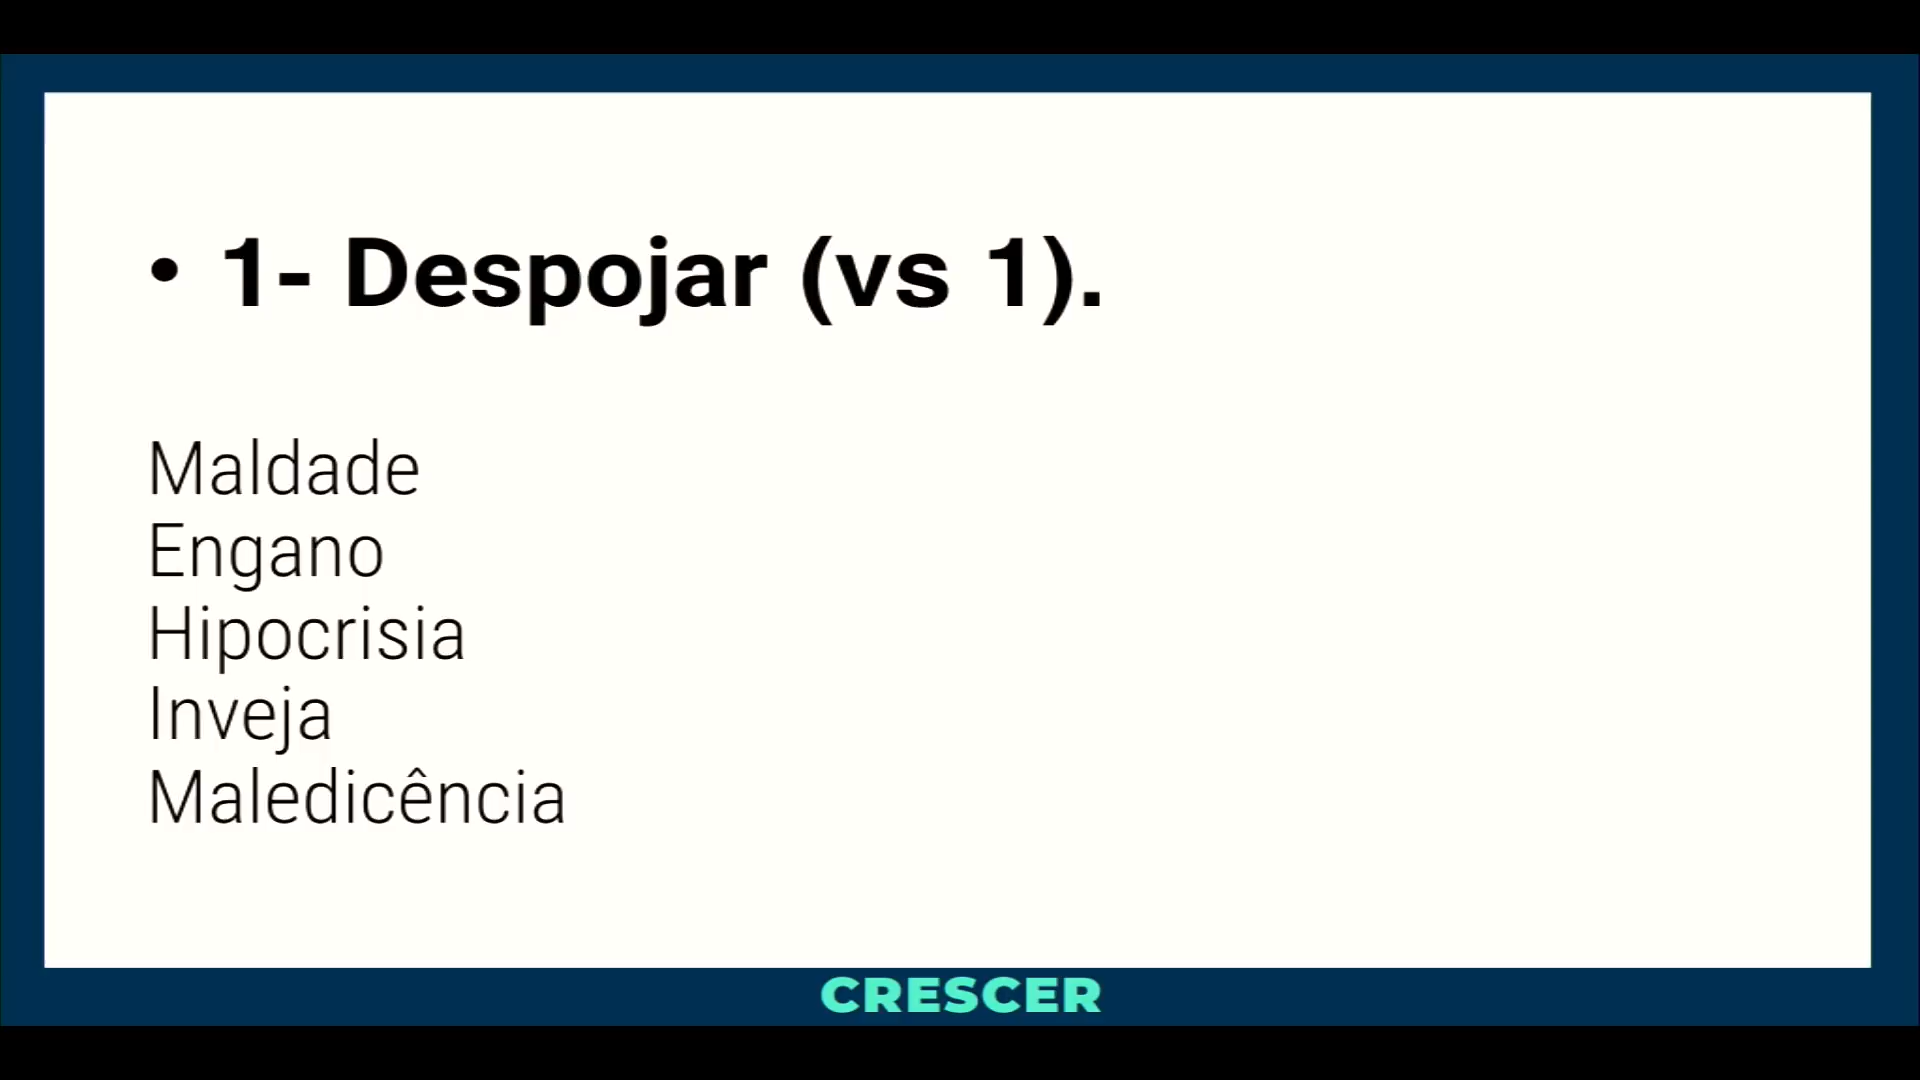 • 1- Despojar (vs 1).
Maldade
Engano
Hipocrisia
Inveja
Maledicência
CRESCER